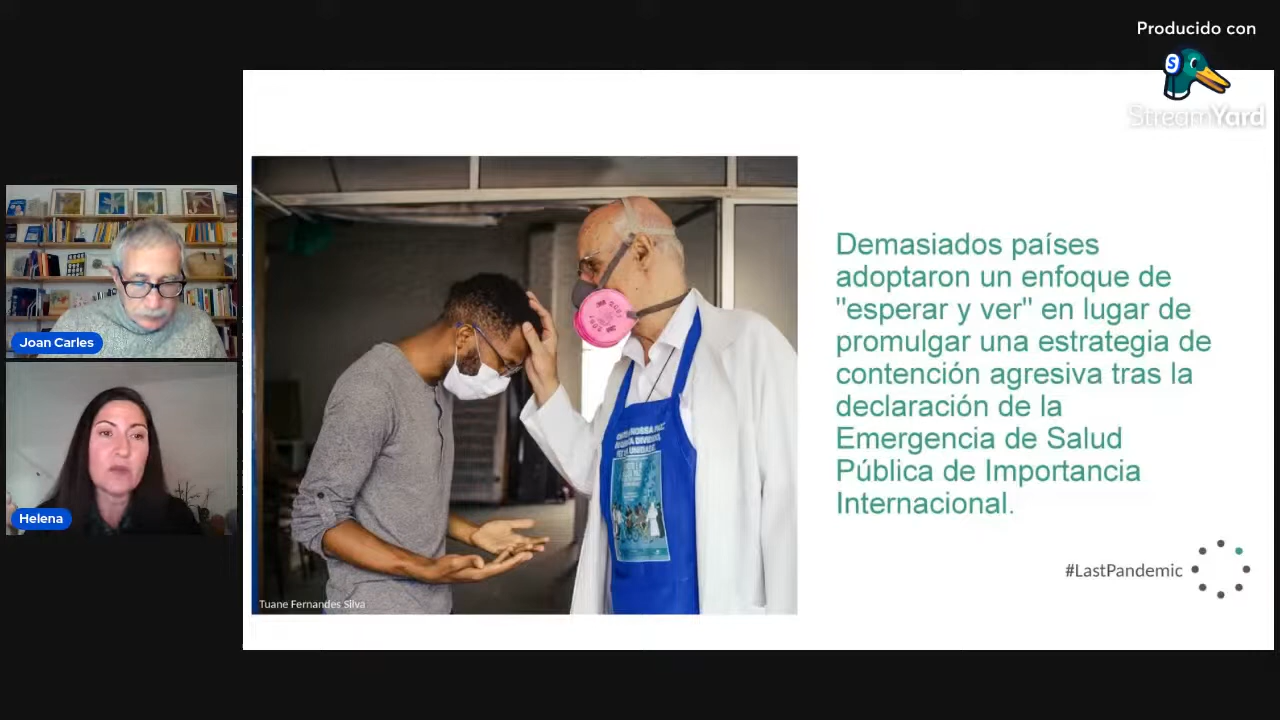 Producido con
StreamYard
Joan Carles
Helena
Demasiados países
adoptaron un enfoque de
"esperar y ver" en lugar de
promulgar una estrategia de
contención agresiva tras la
declaración de la
Emergencia de Salud
Pública de Importancia
Internacional.
#LastPandemic
Tuane Fernandes Silva